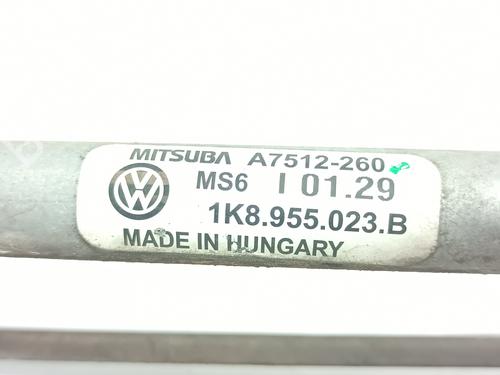 MITSUBA A7512-260
MS6 I 01.29
1K8.955.023.B
MADE IN HUNGARY